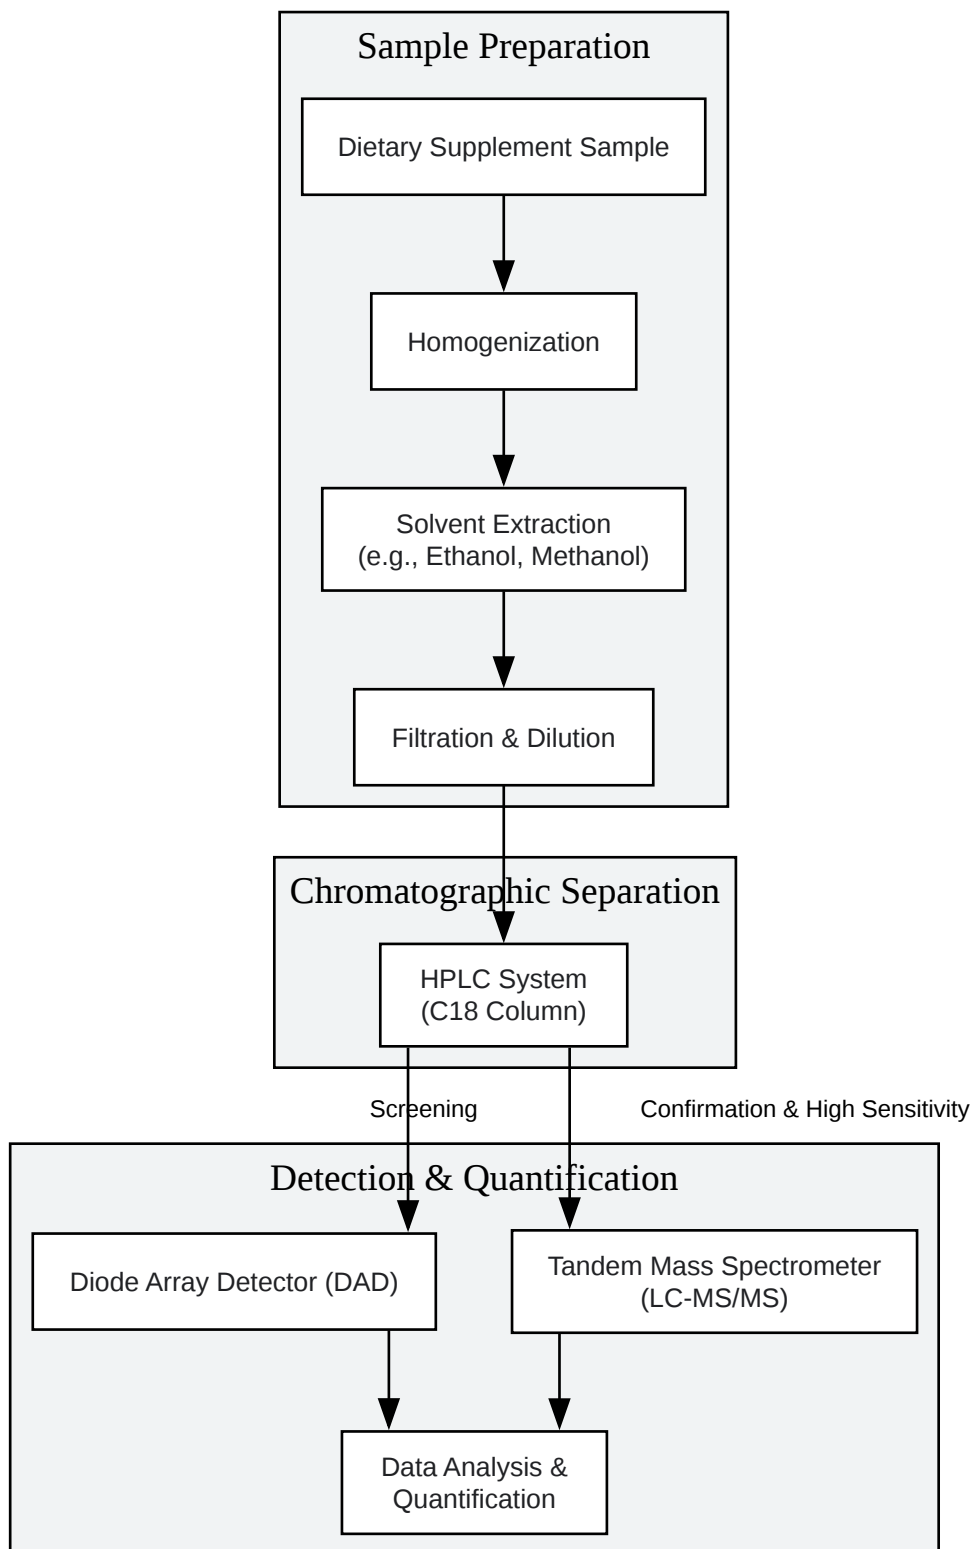 Sample Preparation
Dietary Supplement Sample
Homogenization
Solvent Extraction
(e.g., Ethanol, Methanol)
Filtration & Dilution
Chromatographic Separation
HPLC System
(C18 Column)
Screening
Confirmation & High Sensitivity
Detection & Quantification
Diode Array Detector (DAD)
Tandem Mass Spectrometer
(LC-MS/MS)
Data Analysis &
Quantification